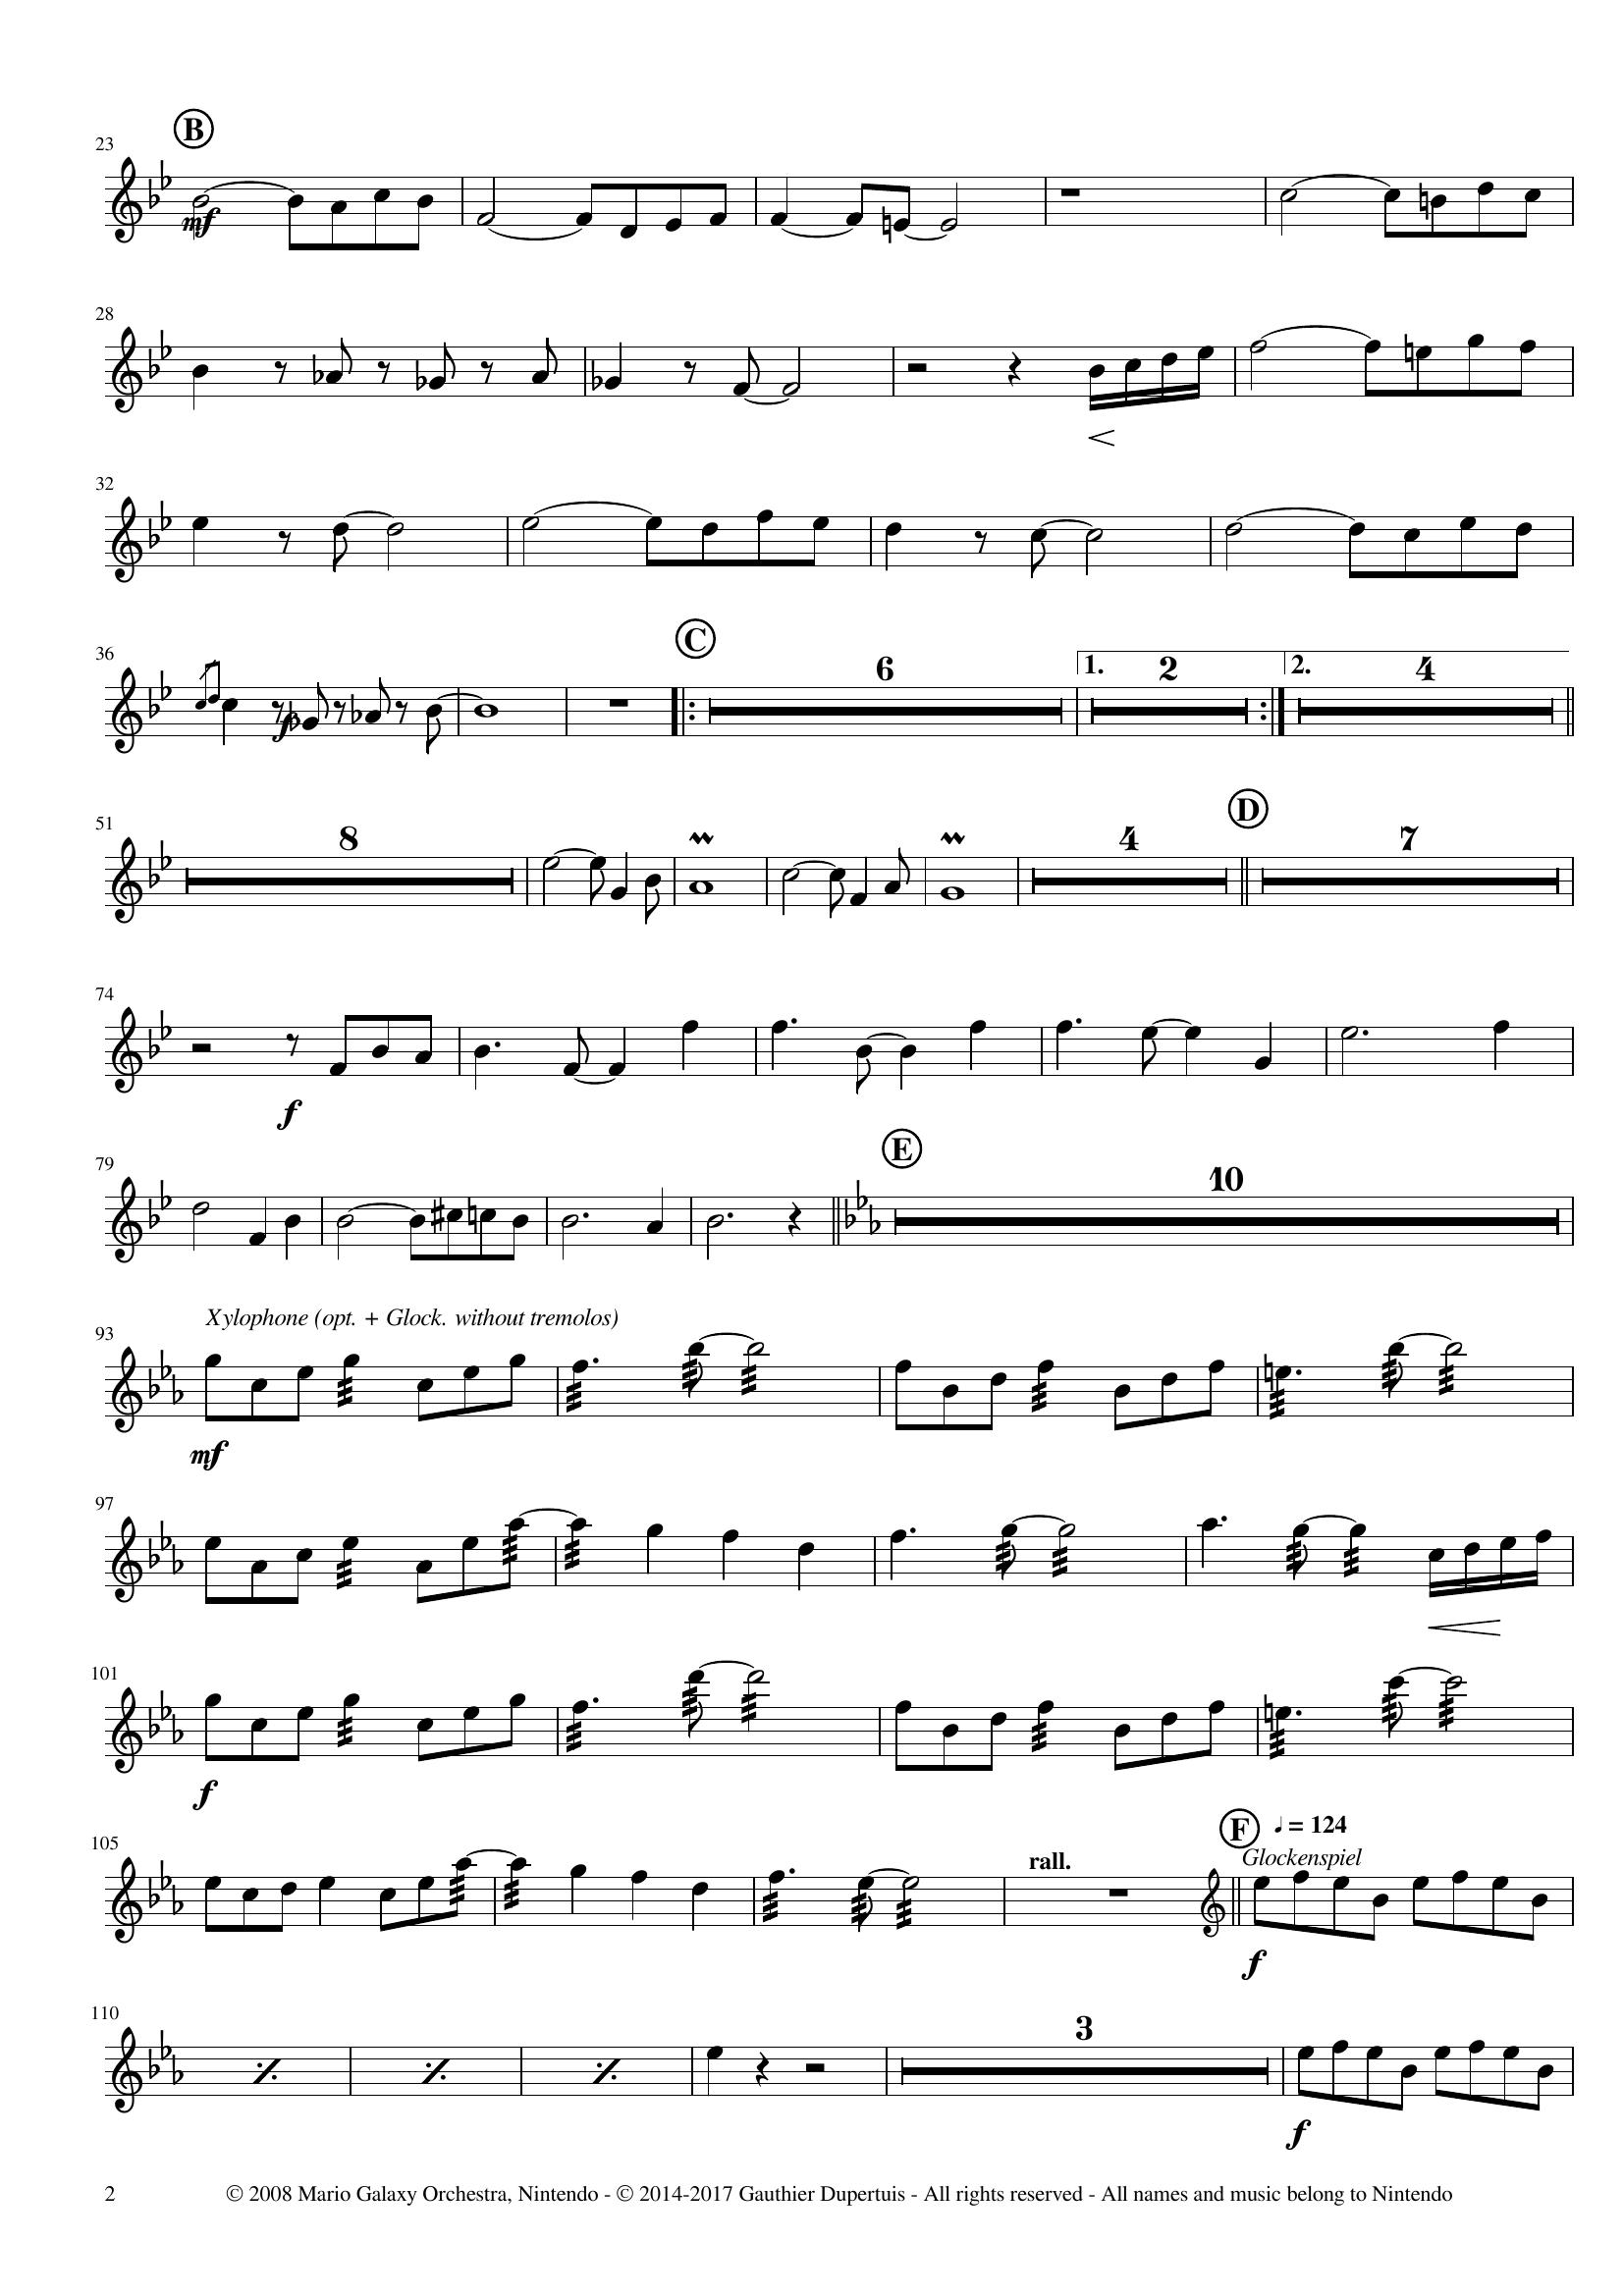 B
23
mf
28
32
36
f
C
6
1.
2
2.
4
51
8
4
D
7
74
f
79
E
10
Xylophone (opt. + Glock. without tremolos)
93
mf
97
101
f
105
rall.
F
♩ = 124
Glockenspiel
f
110
3
f
2 © 2008 Mario Galaxy Orchestra, Nintendo - © 2014-2017 Gauthier Dupertuis - All rights reserved - All names and music belong to Nintendo